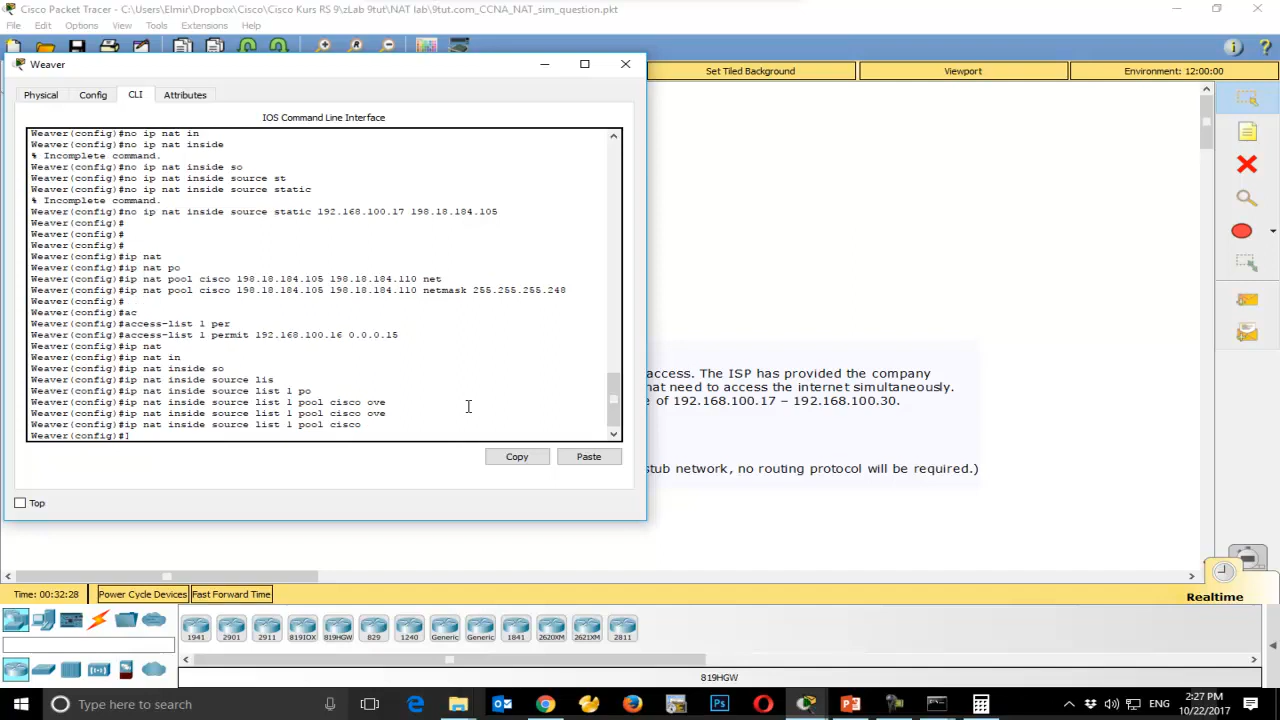 Cisco Packet Tracer - C:\Users\Elmir\Dropbox\Cisco\Cisco Kurs RS 9\zLab 9tut\NAT lab\9tut.com_CCNA_NAT_sim_question.pkt
File Edit Options View Tools Extensions Help
Weaver
Set Tiled Background Viewport Environment: 12:00:00
Physical Config CLI Attributes
IOS Command Line Interface
Weaver(config)#no ip nat in
Weaver(config)#no ip nat inside
% Incomplete command.
Weaver(config)#no ip nat inside so
Weaver(config)#no ip nat inside source st
Weaver(config)#no ip nat inside source static
% Incomplete command.
Weaver(config)#no ip nat inside source static 192.168.100.17 198.18.184.105
Weaver(config)#
Weaver(config)#
Weaver(config)#
Weaver(config)#ip nat
Weaver(config)#ip nat po
Weaver(config)#ip nat pool cisco 198.18.184.105 198.18.184.110 net
Weaver(config)#ip nat pool cisco 198.18.184.105 198.18.184.110 netmask 255.255.255.248
Weaver(config)#
Weaver(config)#ac
Weaver(config)#access-list 1 per
Weaver(config)#access-list 1 permit 192.168.100.16 0.0.0.15
Weaver(config)#ip nat
Weaver(config)#ip nat in
Weaver(config)#ip nat inside so
Weaver(config)#ip nat inside source lis
Weaver(config)#ip nat inside source list 1 po
Weaver(config)#ip nat inside source list 1 pool cisco ove
Weaver(config)#ip nat inside source list 1 pool cisco ove
Weaver(config)#ip nat inside source list 1 pool cisco
Weaver(config)#]
Copy Paste
Top
access. The ISP has provided the company
hat need to access the internet simultaneously.
e of 192.168.100.17 – 192.168.100.30.
stub network, no routing protocol will be required.)
Time: 00:32:28 Power Cycle Devices Fast Forward Time
Realtime
1941 2901 2911 819IOX 819HGW 829 1240 Generic Generic 1841 2620XM 2621XM 2811
819HGW
Type here to search
ENG
2:27 PM
10/22/2017